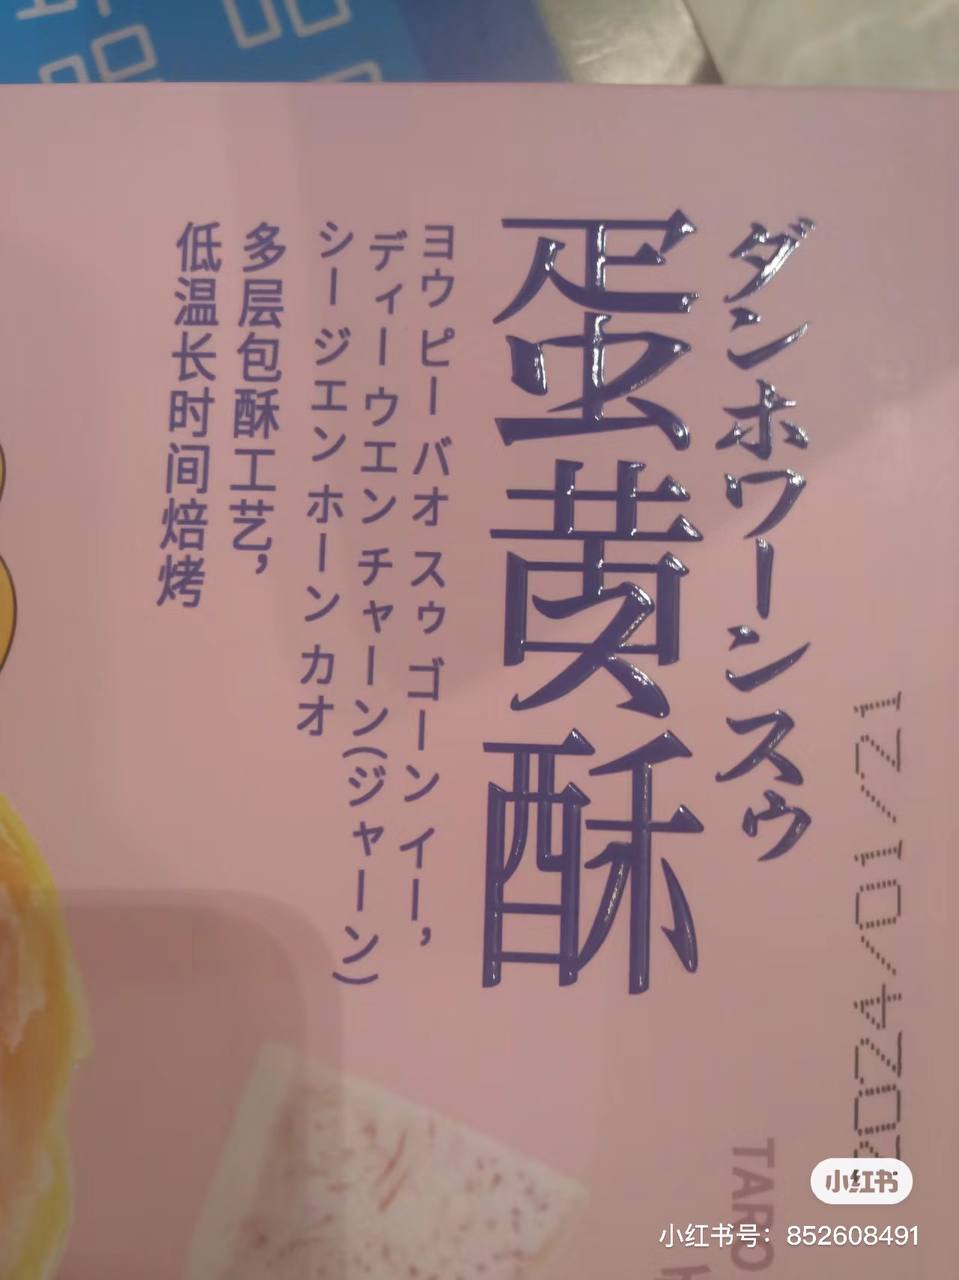 2024/01/21
ダンホワーンスゥ
蛋黄酥
ヨウ ピー バオ スゥ ゴーン イー，
ディー ウエン チャーン(ジャーン)
シージエン ホーン カオ
多层包酥工艺，
低温长时间焙烤
TARO
小红书
小红书号：852608491